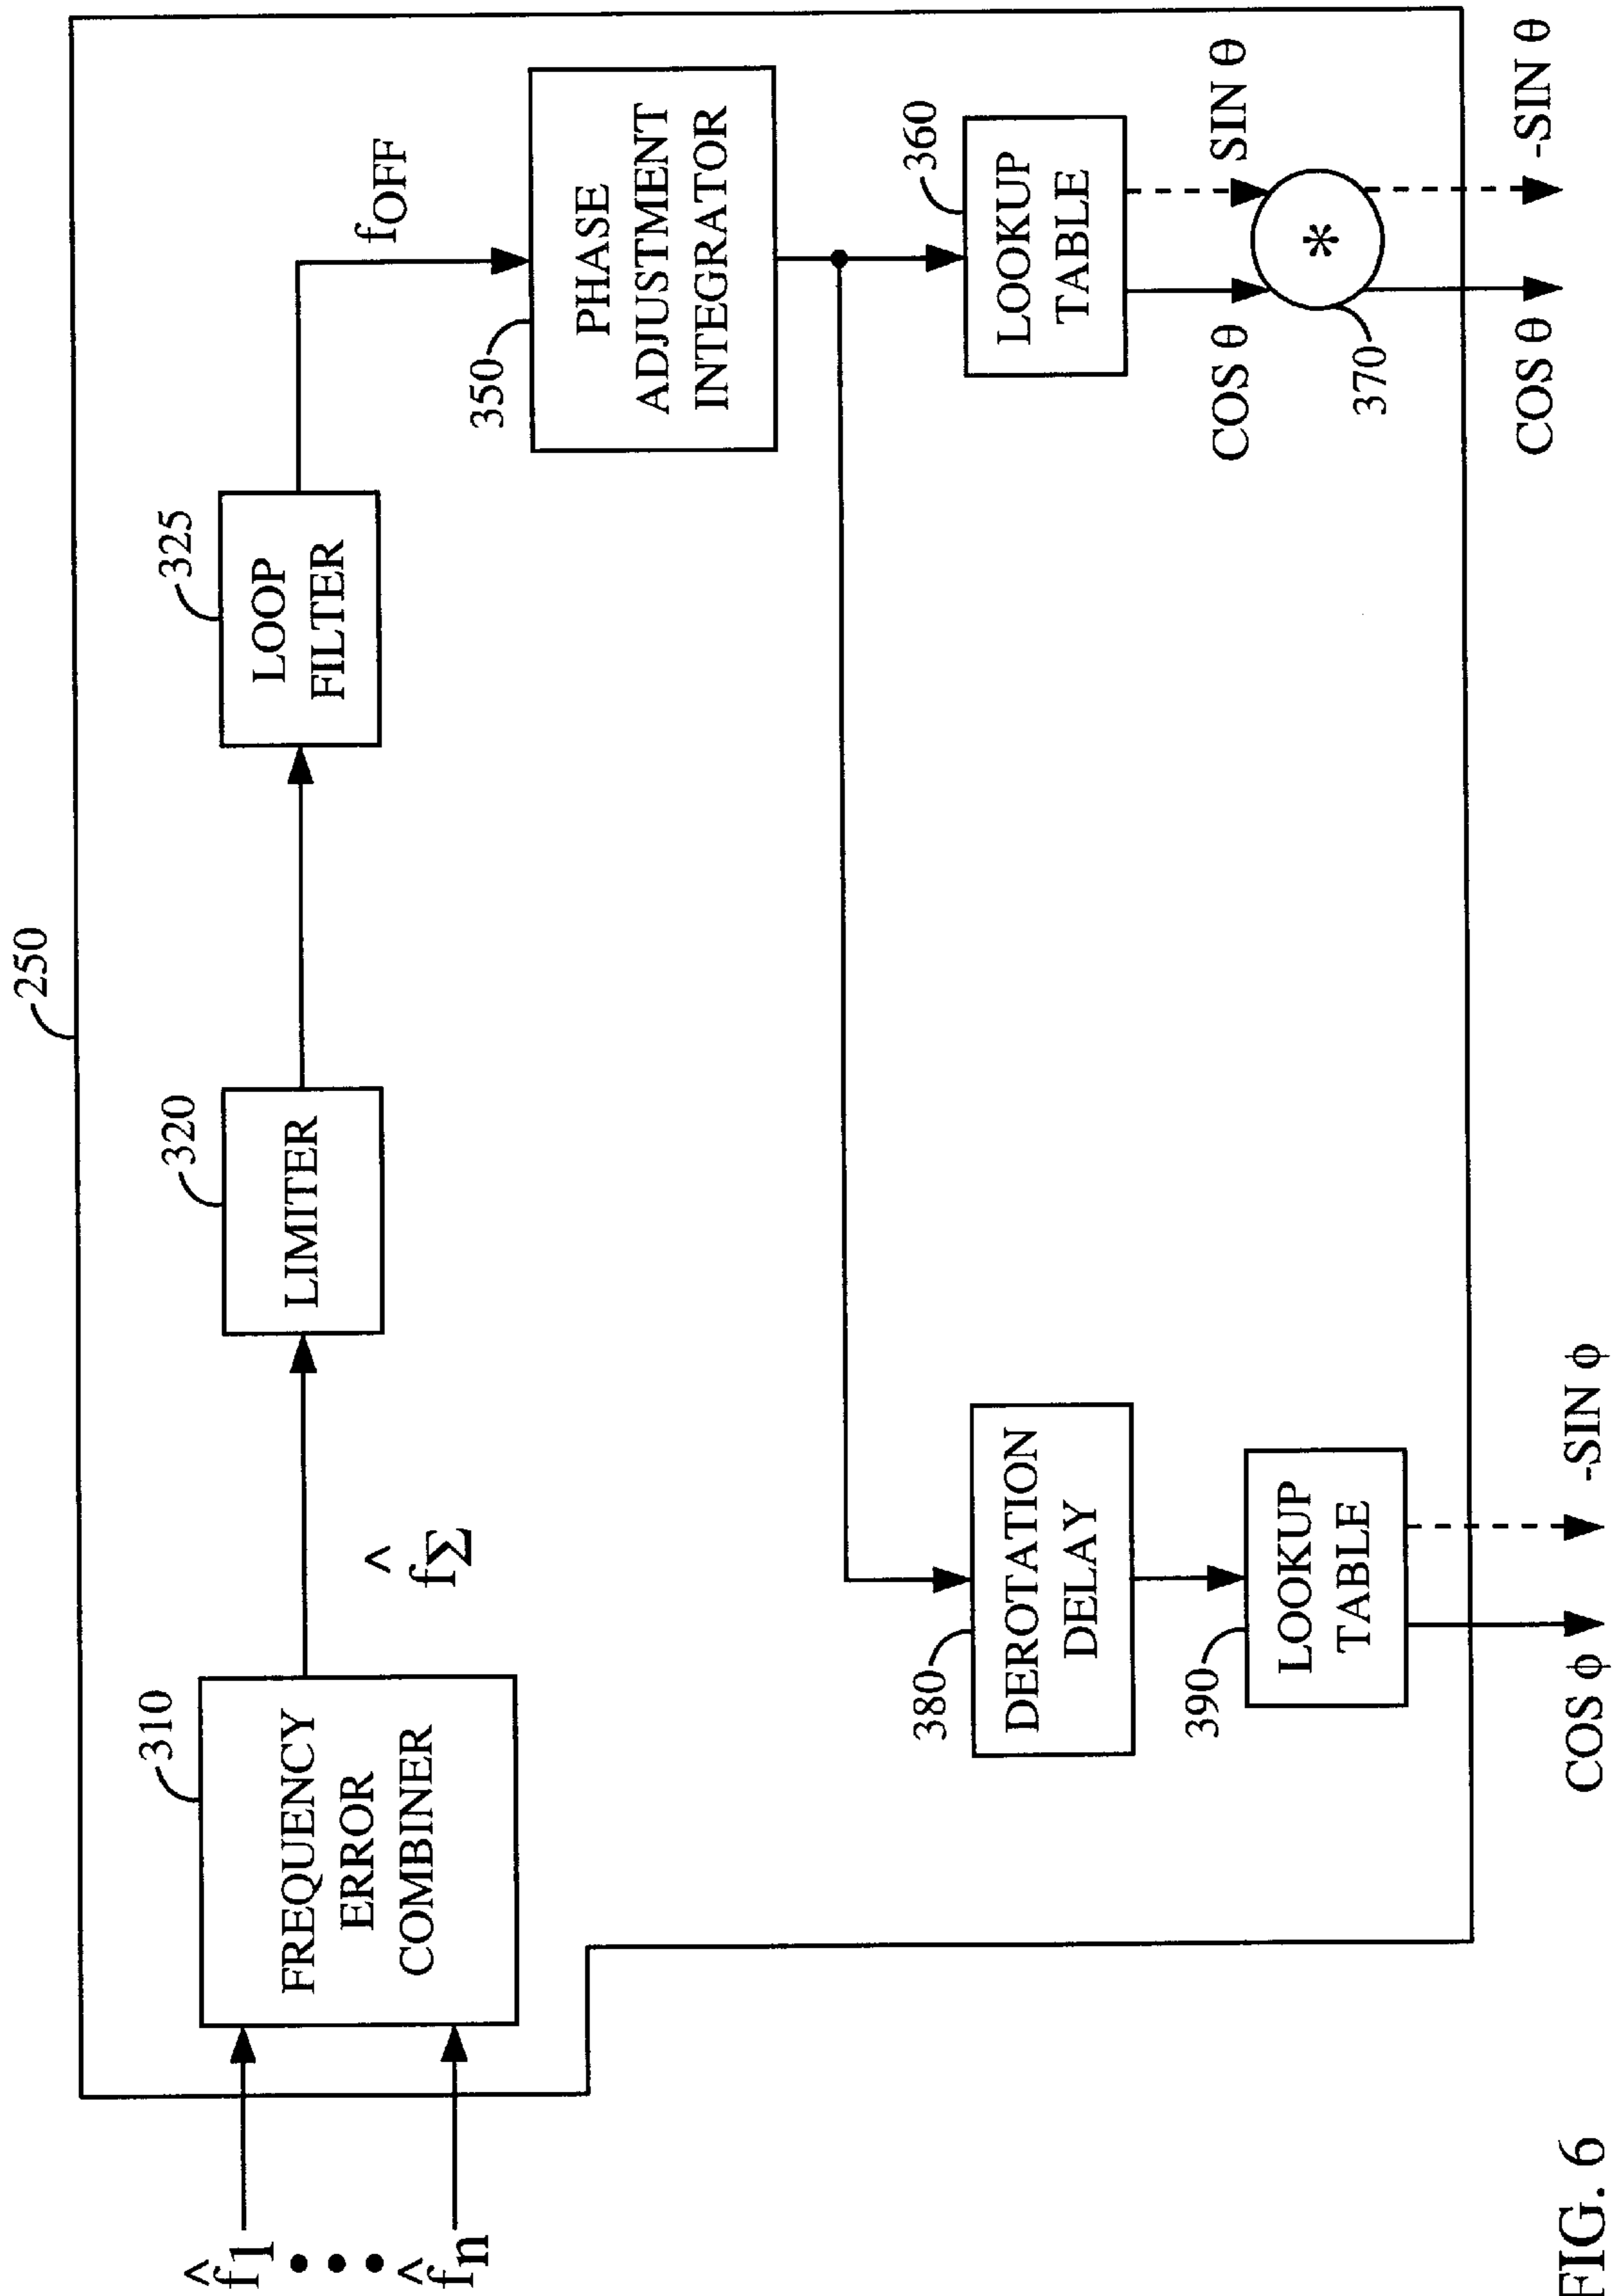 250
310
FREQUENCY
ERROR
COMBINER
f̂1
•••
f̂n
f̂Σ
320
LIMITER
325
LOOP
FILTER
fOFF
350
PHASE
ADJUSTMENT
INTEGRATOR
380
DEROTATION
DELAY
390
LOOKUP
TABLE
COS ϕ
-SIN ϕ
360
LOOKUP
TABLE
COS θ
SIN θ
*
370
COS θ
-SIN θ
FIG. 6